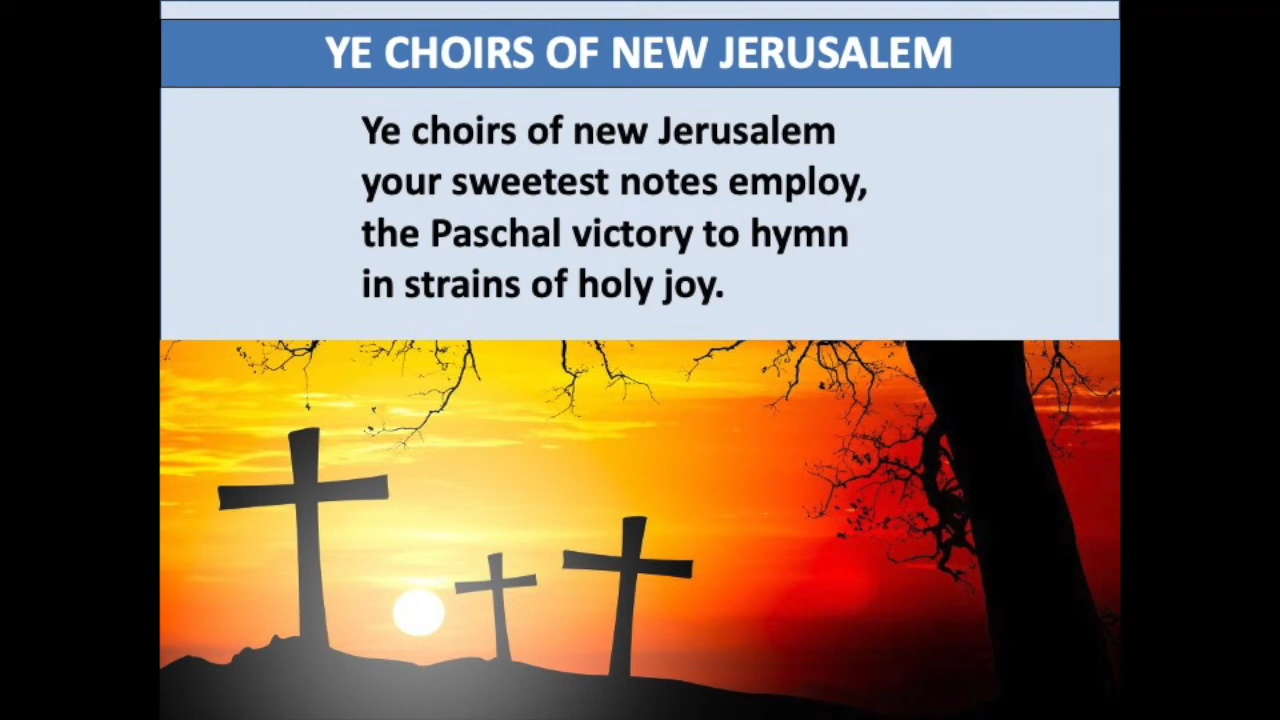 YE CHOIRS OF NEW JERUSALEM
Ye choirs of new Jerusalem
your sweetest notes employ,
the Paschal victory to hymn
in strains of holy joy.